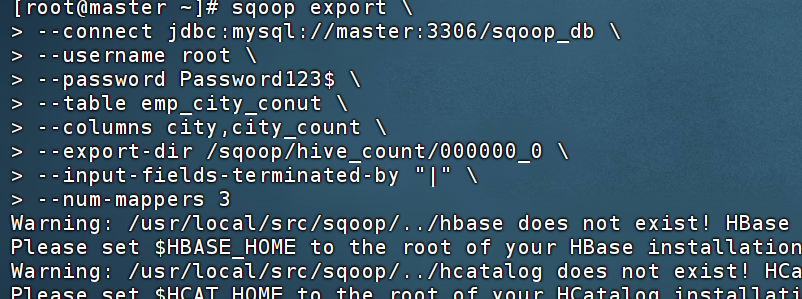 [root@master ~]# sqoop export \
> --connect jdbc:mysql://master:3306/sqoop_db \
> --username root \
> --password Password123$ \
> --table emp_city_conut \
> --columns city,city_count \
> --export-dir /sqoop/hive_count/000000_0 \
> --input-fields-terminated-by "|" \
> --num-mappers 3
Warning: /usr/local/src/sqoop/../hbase does not exist! HBase
Please set $HBASE_HOME to the root of your HBase installation
Warning: /usr/local/src/sqoop/../hcatalog does not exist! HCa
Please set $HCAT_HOME to the root of your HCatalog installati